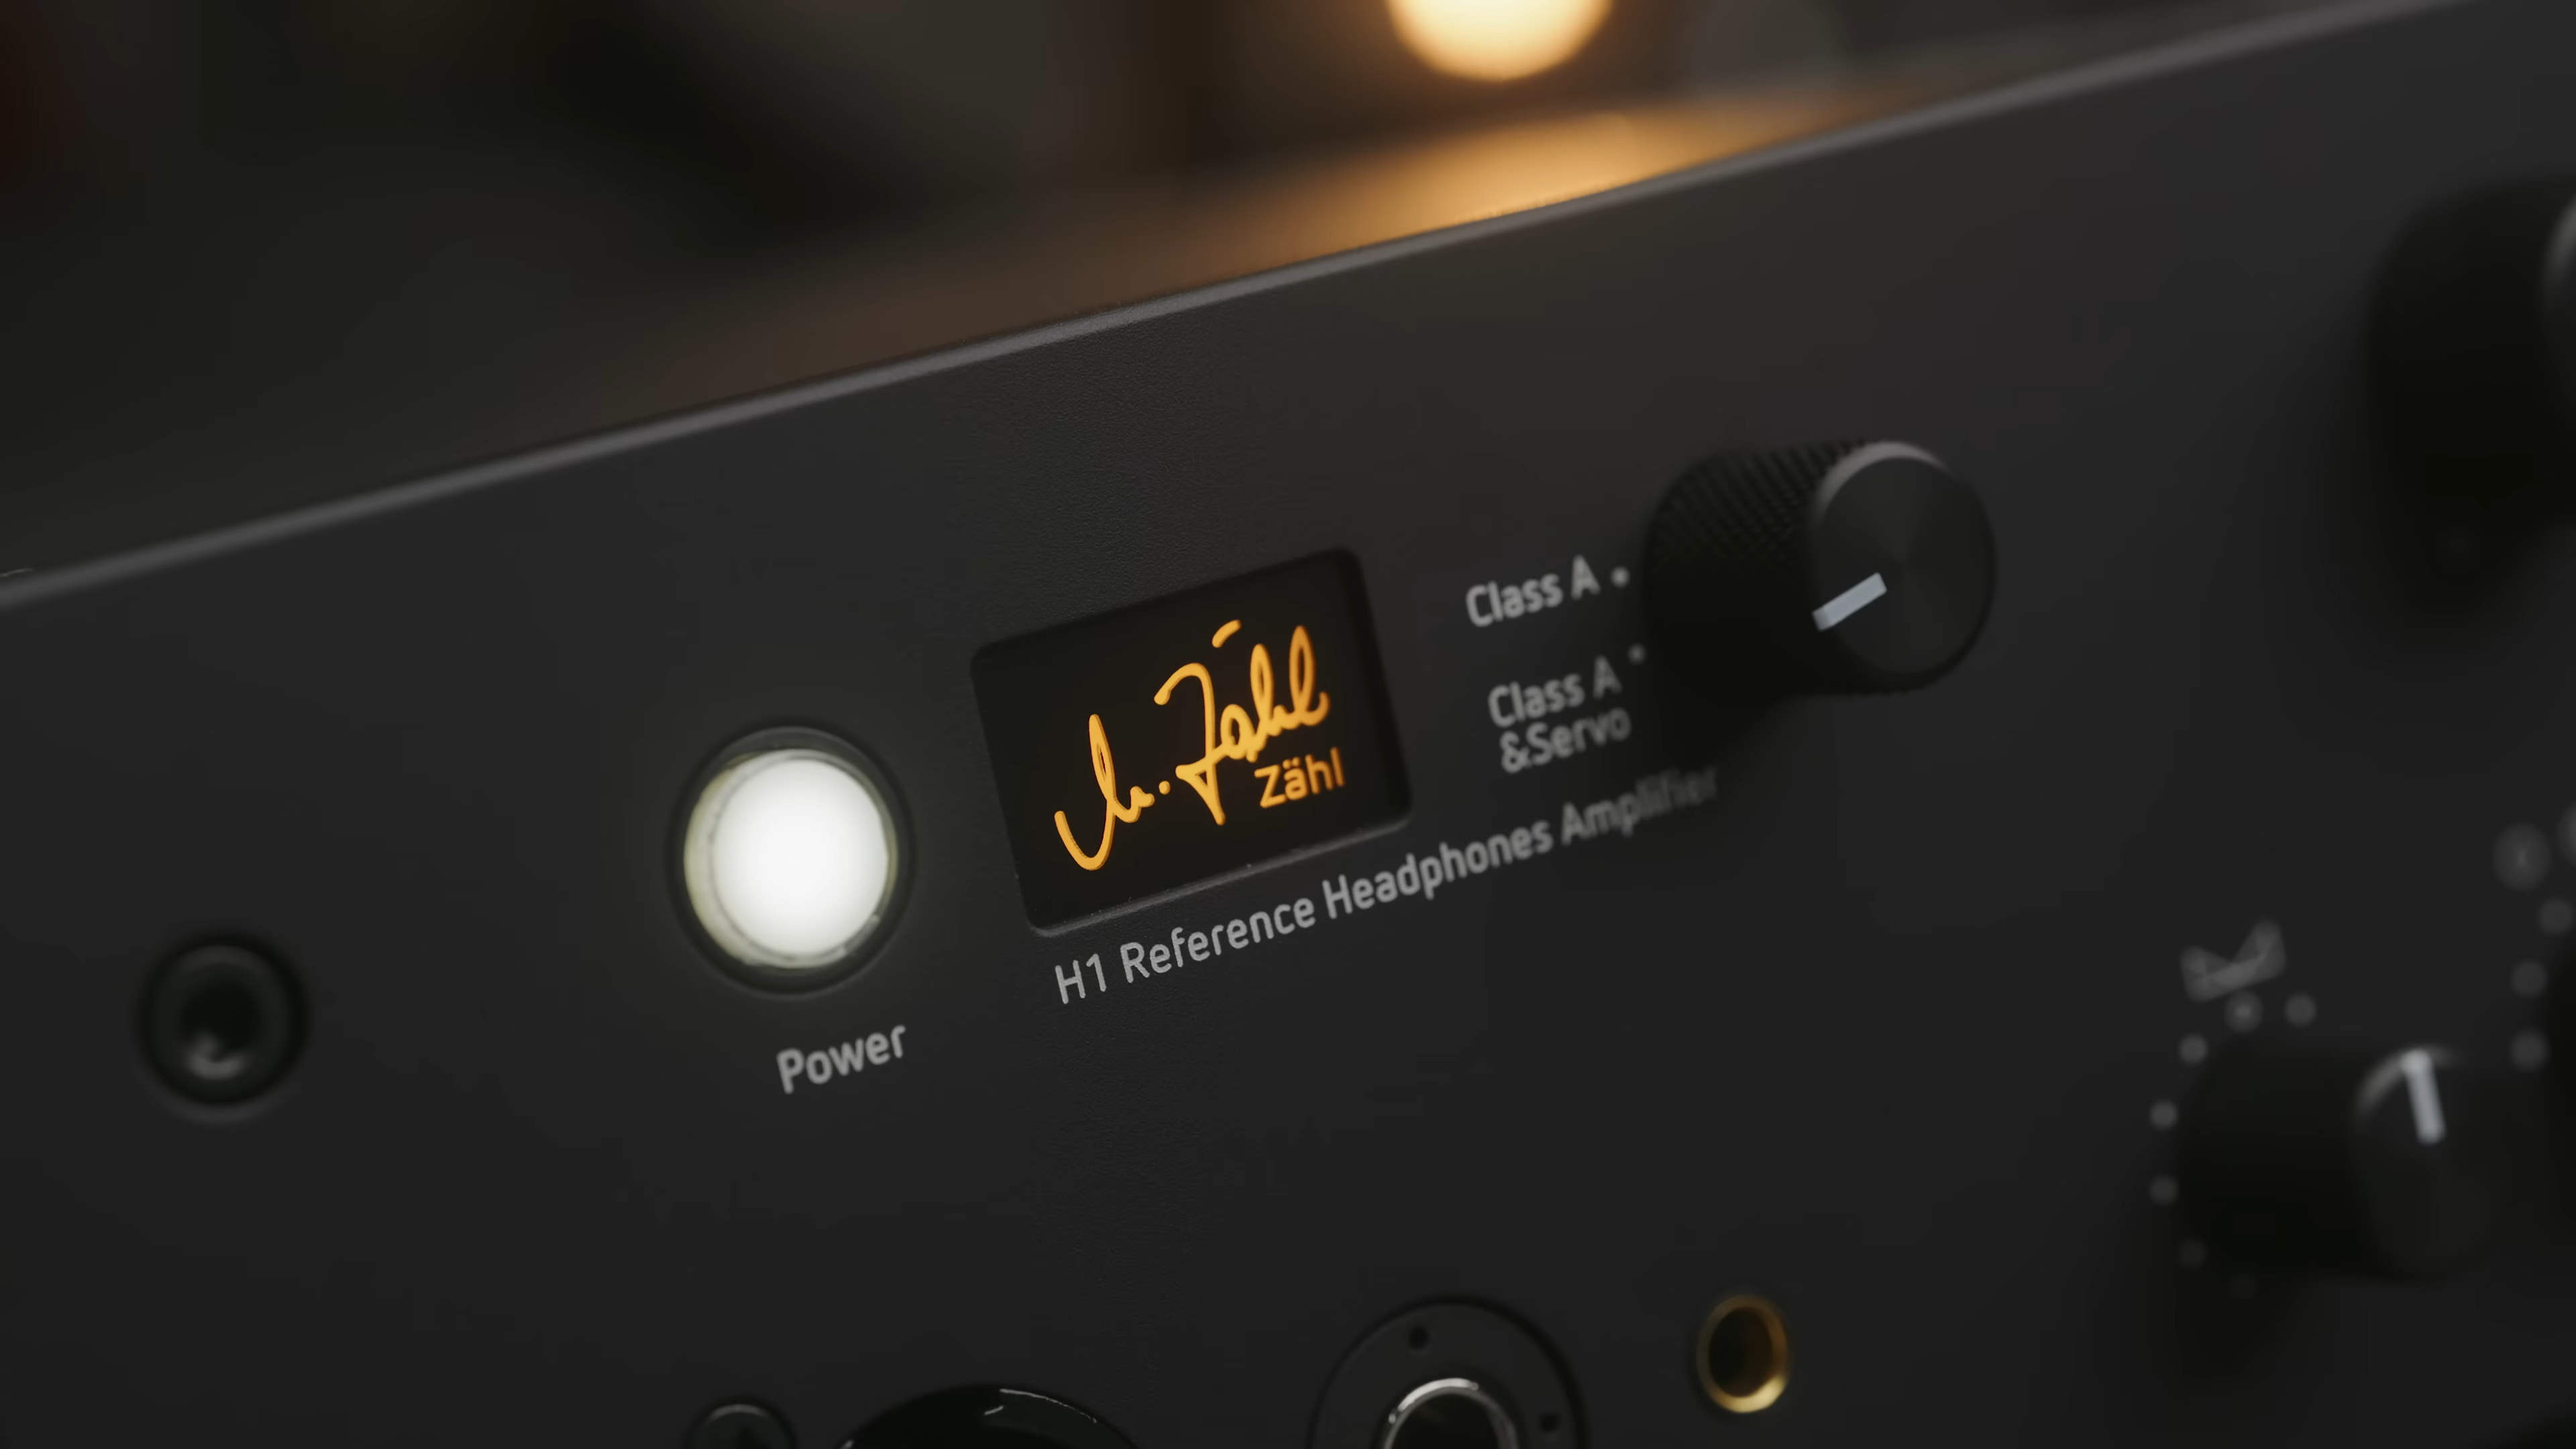 M. Zähl
Zähl
Class A
Class A
&Servo
H1 Reference Headphones Amplifier
Power